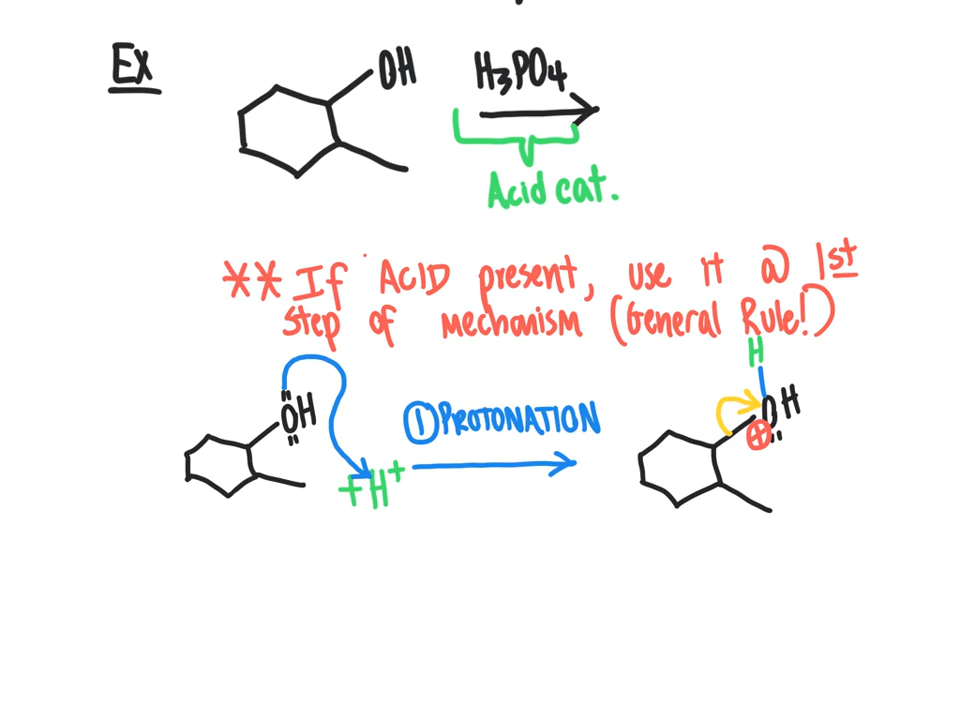 Ex
OH
H₃PO₄
Acid cat.
** If ACID present, use it @ 1st
step of mechanism (General Rule!)
H
ÖH
① PROTONATION
OH
⊕
+H⁺